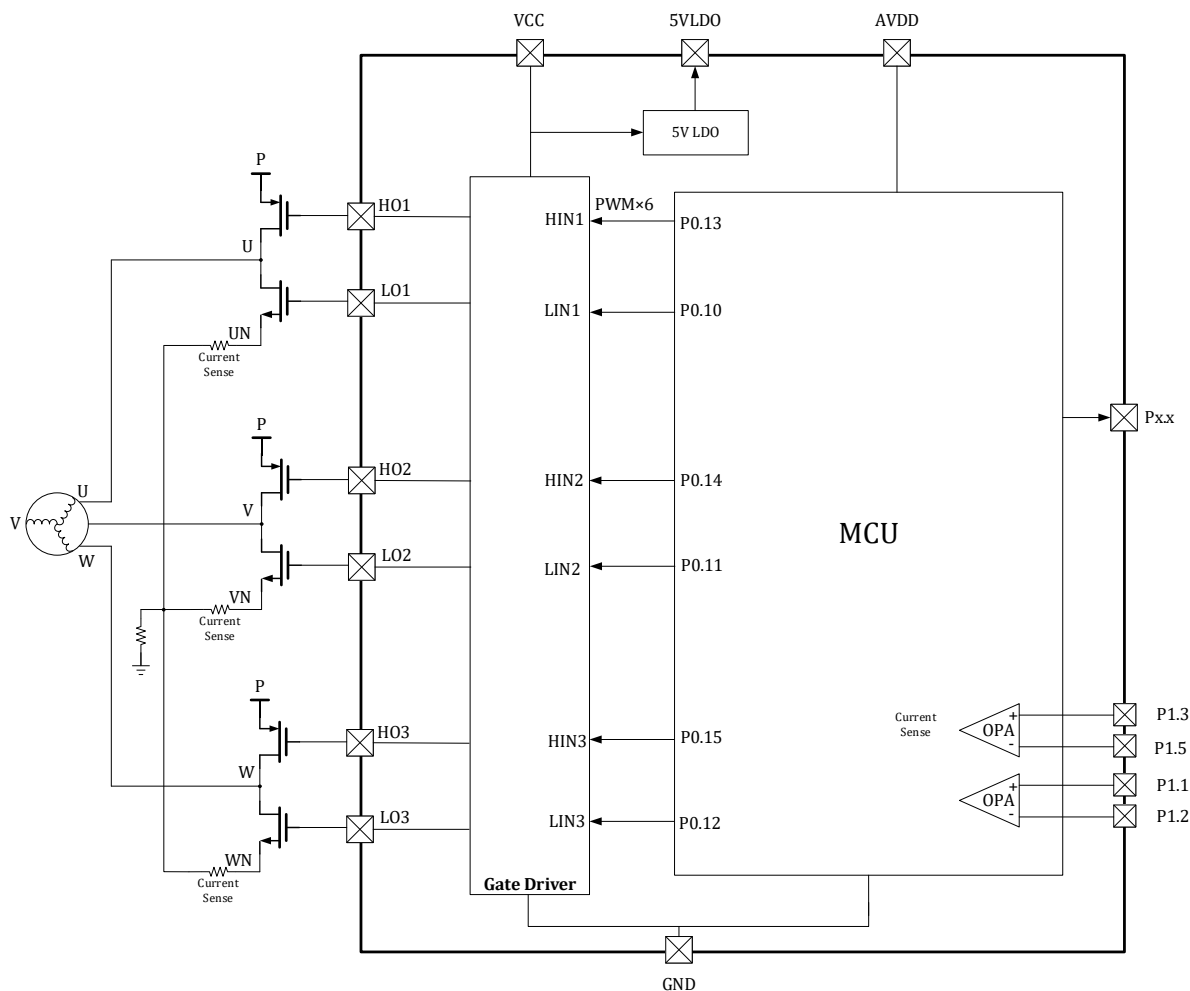 VCC
5VLDO
AVDD
5V LDO
P
HO1
HIN1
PWM×6
P0.13
U
LO1
LIN1
P0.10
UN
Current
Sense
Px.x
P
HO2
HIN2
P0.14
MCU
U
V
V
W
LO2
LIN2
P0.11
VN
Current
Sense
P
HO3
HIN3
P0.15
Current
Sense
+
OPA
-
P1.3
P1.5
W
LO3
LIN3
P0.12
+
OPA
-
P1.1
P1.2
WN
Current
Sense
Gate Driver
GND